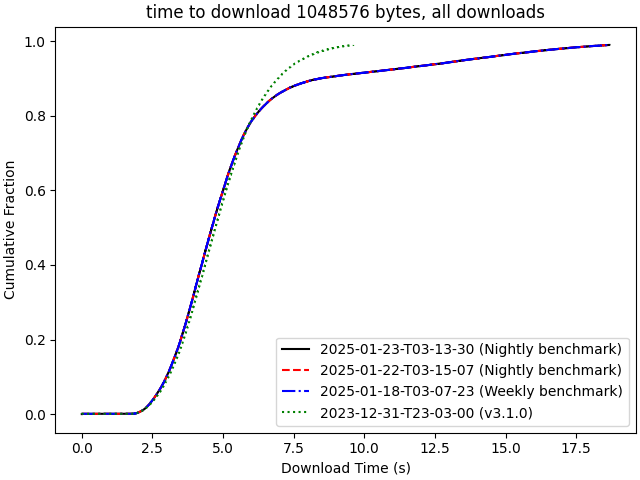 time to download 1048576 bytes, all downloads
1.0
0.8
0.6
0.4
0.2
0.0
Cumulative Fraction
2025-01-23-T03-13-30 (Nightly benchmark)
2025-01-22-T03-15-07 (Nightly benchmark)
2025-01-18-T03-07-23 (Weekly benchmark)
2023-12-31-T23-03-00 (v3.1.0)
0.0 2.5 5.0 7.5 10.0 12.5 15.0 17.5
Download Time (s)